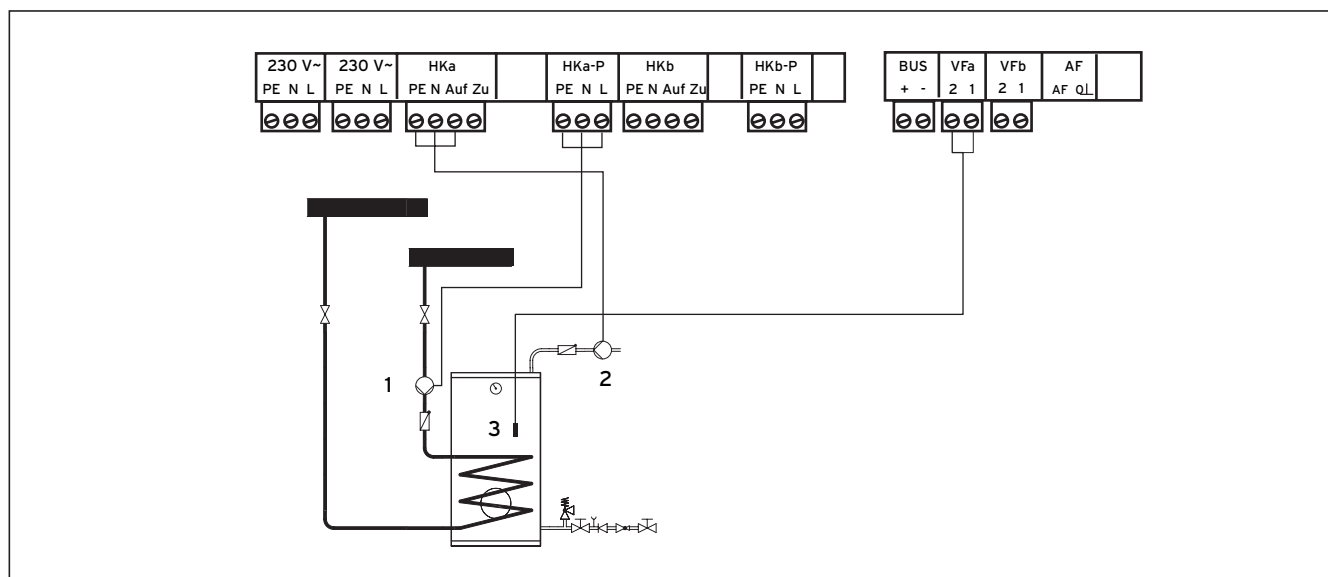 230 V~ 230 V~ HKa HKa-P HKb HKb-P
PE N L PE N L PE N Auf Zu PE N L PE N Auf Zu PE N L
BUS VFa VFb AF
+ - 2 1 2 1 AF 0⊥
1
2
3